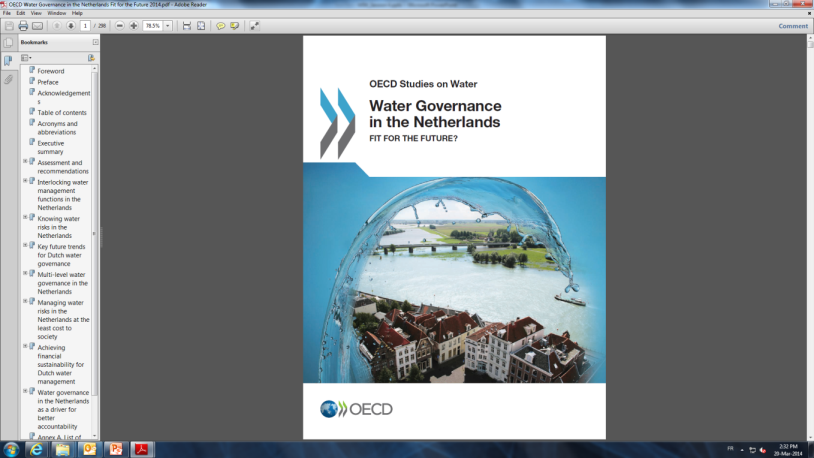 OECD Water Governance in the Netherlands Fit for the Future 2014.pdf - Adobe Reader
File Edit View Window Help
1 / 298 78.5% Comment
Bookmarks
Foreword
Preface
Acknowledgement
s
Table of contents
Acronyms and
abbreviations
Executive
summary
Assessment and
recommendations
Interlocking water
management
functions in the
Netherlands
Knowing water
risks in the
Netherlands
Key future trends
for Dutch water
governance
Multi-level water
governance in the
Netherlands
Managing water
risks in the
Netherlands at the
least cost to
society
Achieving
financial
sustainability for
Dutch water
management
Water governance
in the Netherlands
as a driver for
better
accountability
Annex A. List of
OECD Studies on Water
Water Governance
in the Netherlands
FIT FOR THE FUTURE?
OECD
FR
2:32 PM
20-Mar-2014